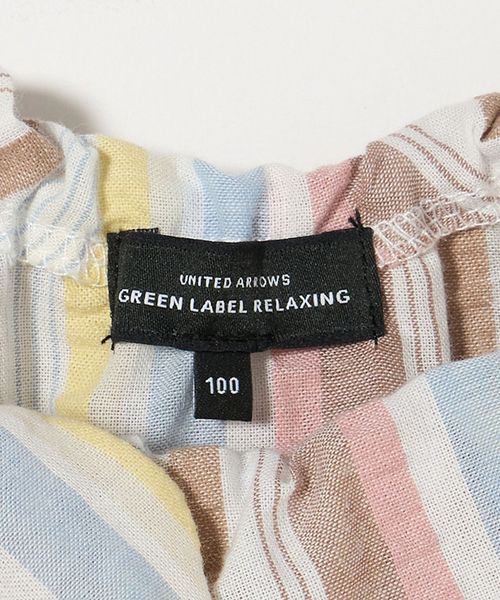 UNITED ARROWS
GREEN LABEL RELAXING
100